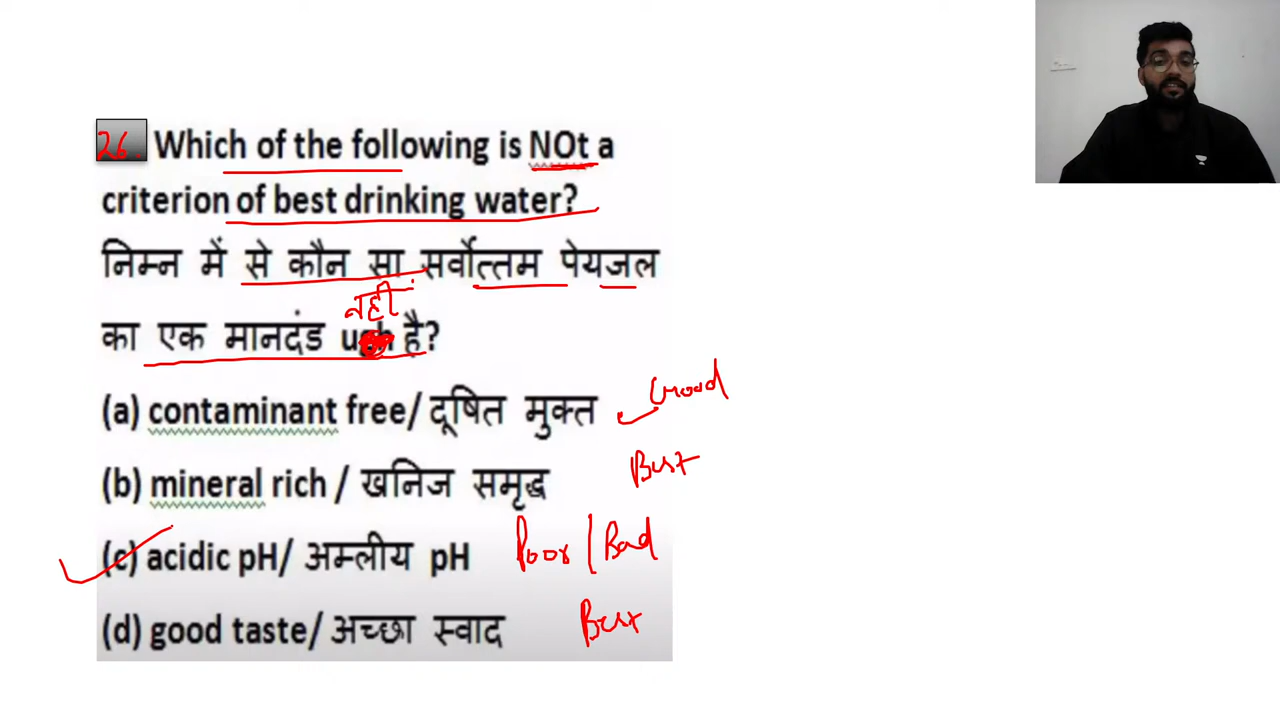 26. Which of the following is NOt a
criterion of best drinking water?
निम्न में से कौन सा सर्वोत्तम पेयजल
नहीं
का एक मानदंड है?
(a) contaminant free/ दूषित मुक्त Good
(b) mineral rich / खनिज समृद्ध Best
(c) acidic pH/ अम्लीय pH Poor / Bad
(d) good taste/ अच्छा स्वाद Best